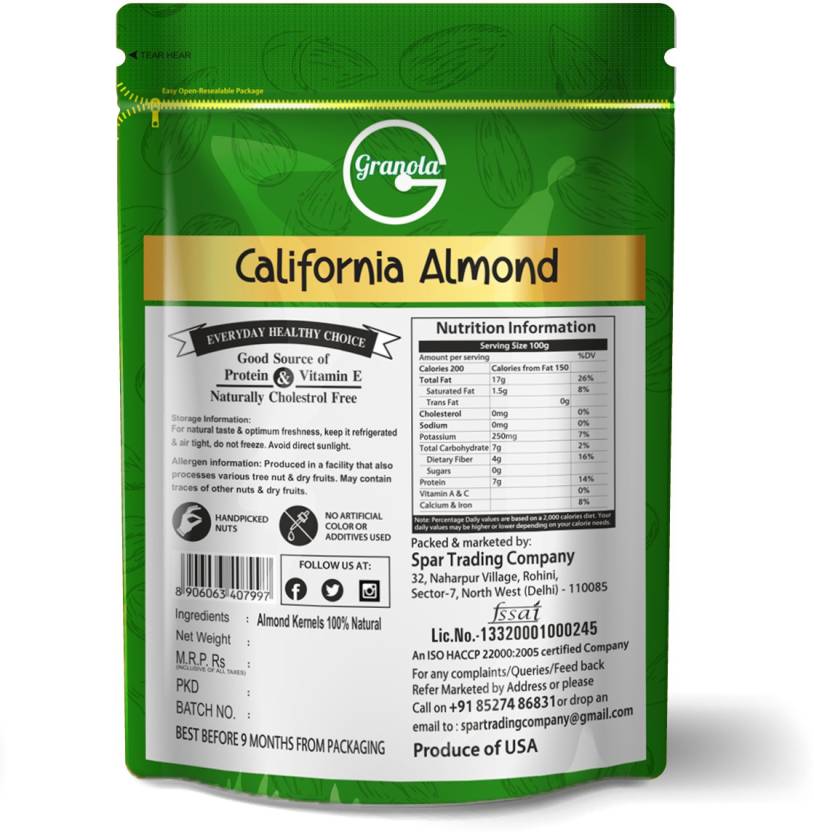 TEAR HEAR
Easy Open-Resealable Package
Granola
California Almond
EVERYDAY HEALTHY CHOICE
Good Source of
Protein & Vitamin E
Naturally Cholestrol Free
Storage Information:
For natural taste & optimum freshness, keep it refrigerated
& air tight, do not freeze. Avoid direct sunlight.
Allergen information: Produced in a facility that also
processes various tree nut & dry fruits. May contain
traces of other nuts & dry fruits.
HANDPICKED
NUTS
NO ARTIFICIAL
COLOR OR
ADDITIVES USED
8 906063 407997
FOLLOW US AT:
Ingredients : Almond Kernels 100% Natural
Net Weight :
M.R.P. Rs :
(INCLUSIVE OF ALL TAXES)
PKD :
BATCH NO. :
BEST BEFORE 9 MONTHS FROM PACKAGING
Nutrition Information
Serving Size 100g
Amount per serving %DV
Calories 200 Calories from Fat 150
Total Fat 17g 26%
Saturated Fat 1.5g 8%
Trans Fat 0g
Cholesterol 0mg 0%
Sodium 0mg 0%
Potassium 250mg 7%
Total Carbohydrate 7g 2%
Dietary Fiber 4g 16%
Sugars 0g
Protein 7g 14%
Vitamin A & C 0%
Calcium & Iron 8%
Note: Percentage Daily values are based on a 2,000 calories diet. Your
daily values may be higher or lower depending on your calorie needs.
Packed & marketed by:
Spar Trading Company
32, Naharpur Village, Rohini,
Sector-7, North West (Delhi) - 110085
fssai
Lic.No.-13320001000245
An ISO HACCP 22000:2005 certified Company
For any complaints/Queries/Feed back
Refer Marketed by Address or please
Call on +91 85274 86831 or drop an
email to : spartradingcompany@gmail.com
Produce of USA